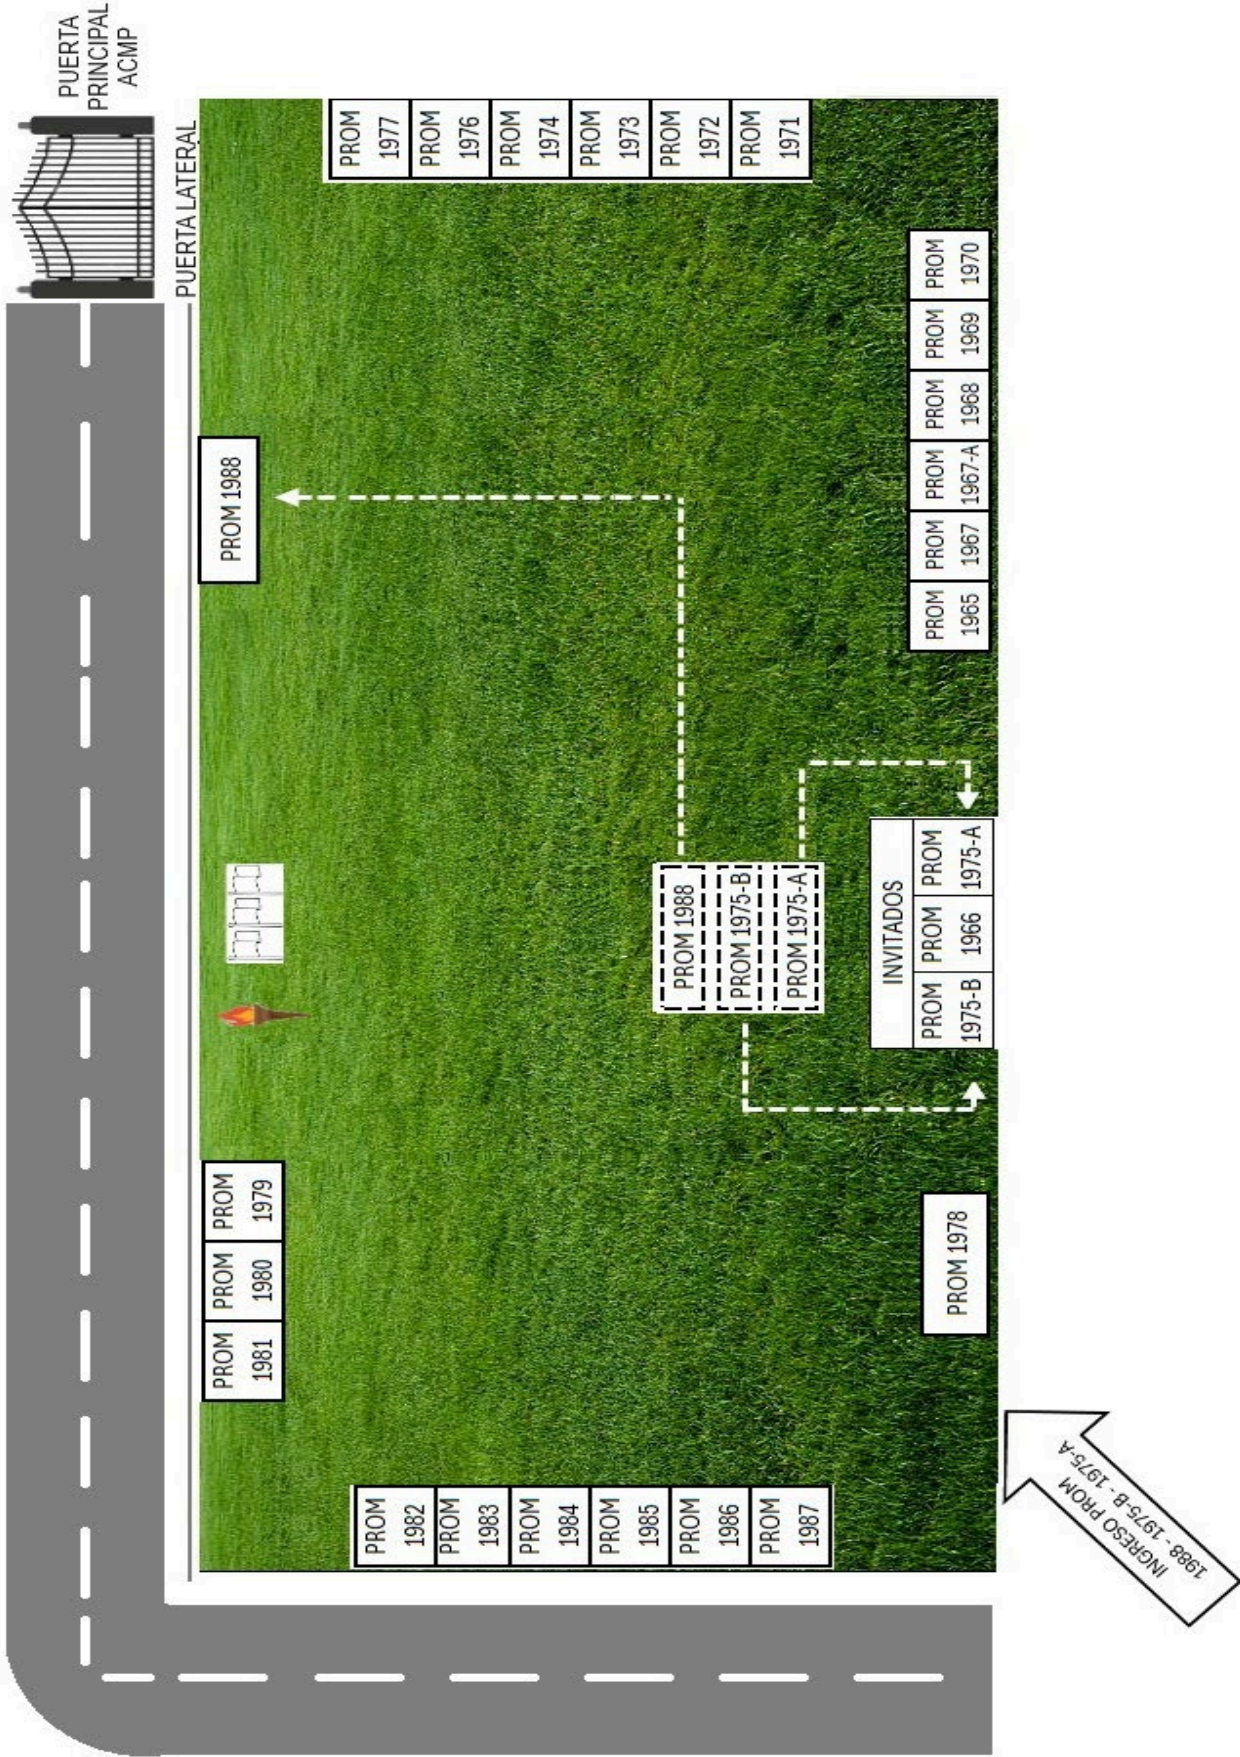 PUERTA
PRINCIPAL
ACMP
PUERTA LATERAL
PROM
1981
PROM
1980
PROM
1979
PROM 1988
PROM
1982
PROM
1983
PROM
1984
PROM
1985
PROM
1986
PROM
1987
PROM 1988
PROM 1975-B
PROM 1975-A
PROM
1977
PROM
1976
PROM
1974
PROM
1973
PROM
1972
PROM
1971
PROM 1978
INVITADOS
PROM
1975-B
PROM
1966
PROM
1975-A
PROM
1965
PROM
1967
PROM
1967-A
PROM
1968
PROM
1969
PROM
1970
INGRESO PROM
1988 - 1975-B - 1975-A